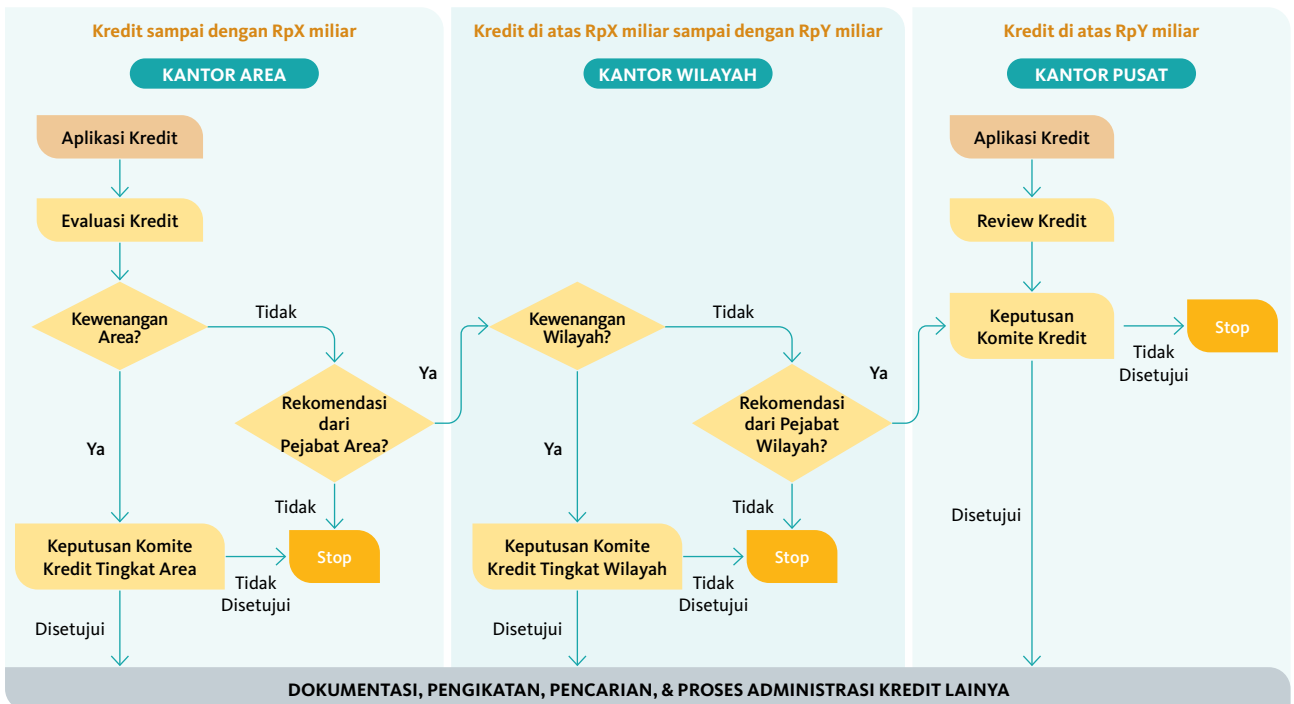 Kredit sampai dengan RpX miliar
KANTOR AREA
Aplikasi Kredit
Evaluasi Kredit
Kewenangan
Area?
Tidak
Ya
Rekomendasi
dari
Pejabat Area?
Ya
Tidak
Keputusan Komite
Kredit Tingkat Area
Tidak
Disetujui
Stop
Disetujui
Kredit di atas RpX miliar sampai dengan RpY miliar
KANTOR WILAYAH
Kewenangan
Wilayah?
Tidak
Ya
Rekomendasi
dari Pejabat
Wilayah?
Ya
Tidak
Keputusan Komite
Kredit Tingkat Wilayah
Tidak
Disetujui
Stop
Disetujui
Kredit di atas RpY miliar
KANTOR PUSAT
Aplikasi Kredit
Review Kredit
Keputusan
Komite Kredit
Tidak
Disetujui
Stop
Disetujui
DOKUMENTASI, PENGIKATAN, PENCARIAN, & PROSES ADMINISTRASI KREDIT LAINYA